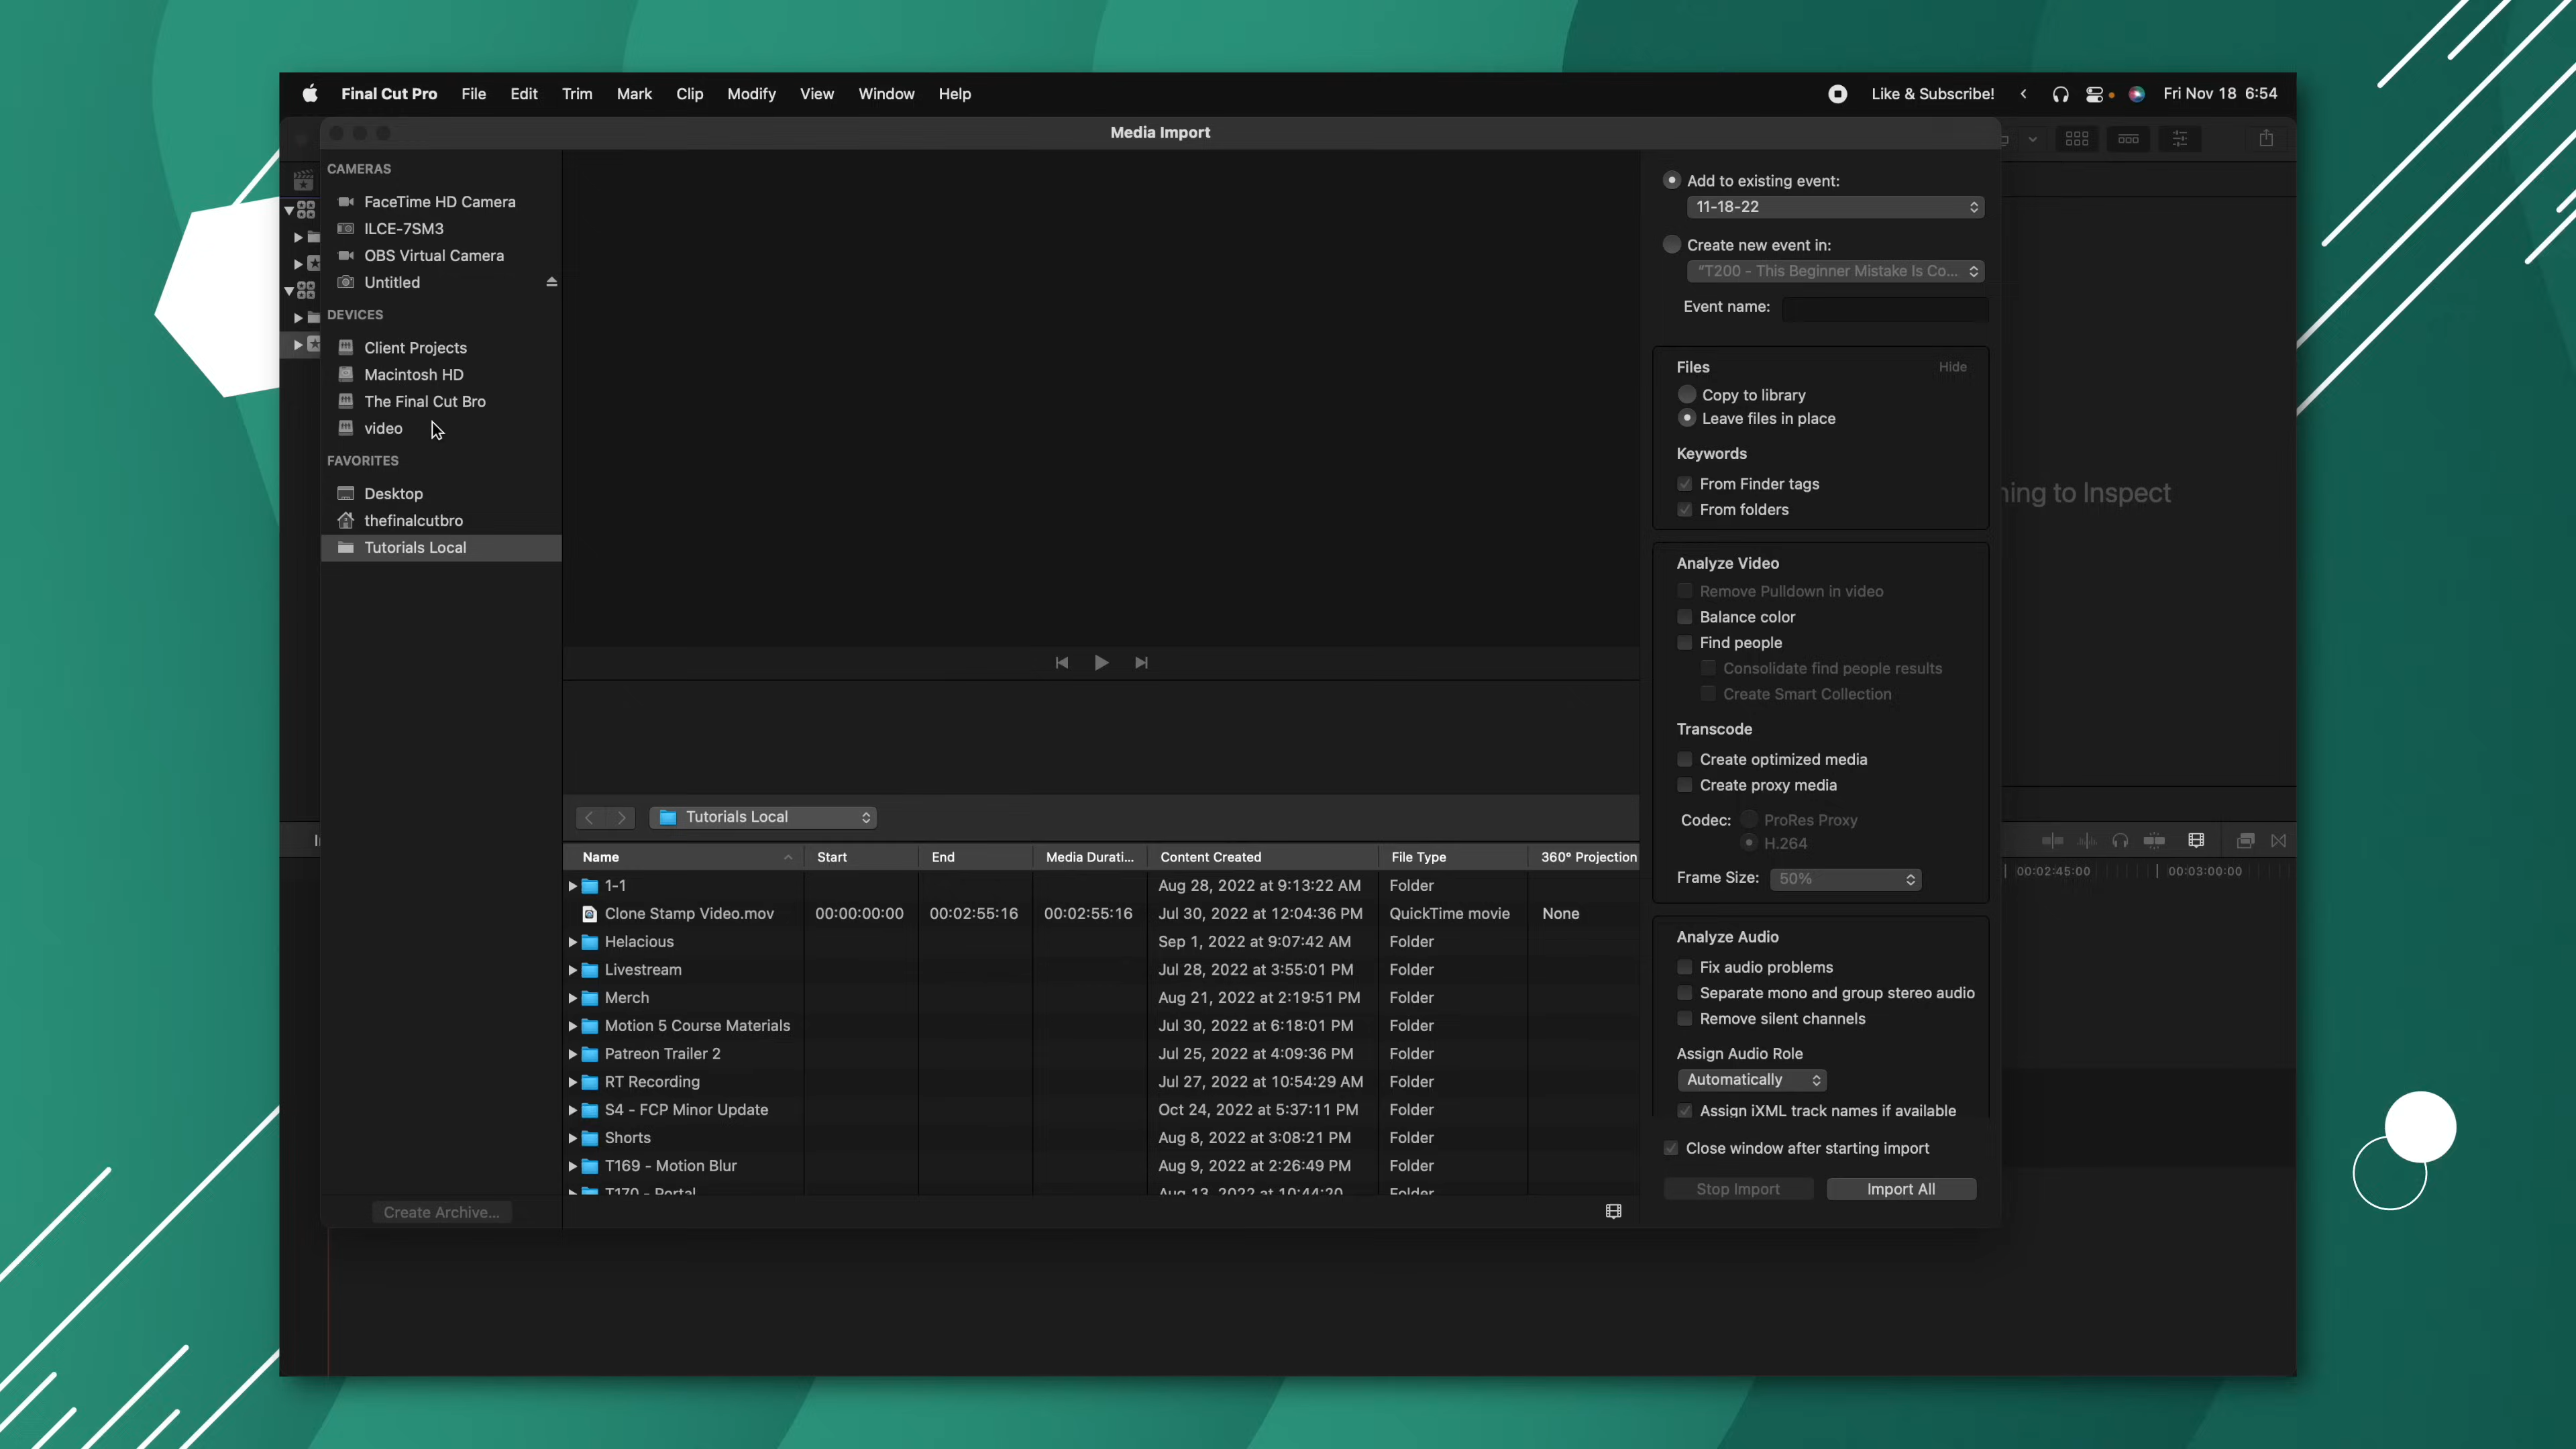 Final Cut Pro File Edit Trim Mark Clip Modify View Window Help Like & Subscribe! Fri Nov 18 6:54
Media Import
CAMERAS
FaceTime HD Camera
ILCE-7SM3
OBS Virtual Camera
Untitled
DEVICES
Client Projects
Macintosh HD
The Final Cut Bro
video
FAVORITES
Desktop
thefinalcutbro
Tutorials Local
Create Archive...
Tutorials Local
Name Start End Media Durati... Content Created File Type 360° Projection
1-1 Aug 28, 2022 at 9:13:22 AM Folder
Clone Stamp Video.mov 00:00:00:00 00:02:55:16 00:02:55:16 Jul 30, 2022 at 12:04:36 PM QuickTime movie None
Helacious Sep 1, 2022 at 9:07:42 AM Folder
Livestream Jul 28, 2022 at 3:55:01 PM Folder
Merch Aug 21, 2022 at 2:19:51 PM Folder
Motion 5 Course Materials Jul 30, 2022 at 6:18:01 PM Folder
Patreon Trailer 2 Jul 25, 2022 at 4:09:36 PM Folder
RT Recording Jul 27, 2022 at 10:54:29 AM Folder
S4 - FCP Minor Update Oct 24, 2022 at 5:37:11 PM Folder
Shorts Aug 8, 2022 at 3:08:21 PM Folder
T169 - Motion Blur Aug 9, 2022 at 2:26:49 PM Folder
T170 - Portal Aug 13, 2022 at 10:44:20 Folder
Add to existing event:
11-18-22
Create new event in:
"T200 - This Beginner Mistake Is Co...
Event name:
Files Hide
Copy to library
Leave files in place
Keywords
From Finder tags
From folders
Analyze Video
Remove Pulldown in video
Balance color
Find people
Consolidate find people results
Create Smart Collection
Transcode
Create optimized media
Create proxy media
Codec: ProRes Proxy
H.264
Frame Size: 50%
Analyze Audio
Fix audio problems
Separate mono and group stereo audio
Remove silent channels
Assign Audio Role
Automatically
Assign iXML track names if available
Close window after starting import
Stop Import Import All
to Inspect
00:02:45:00 00:03:00:00